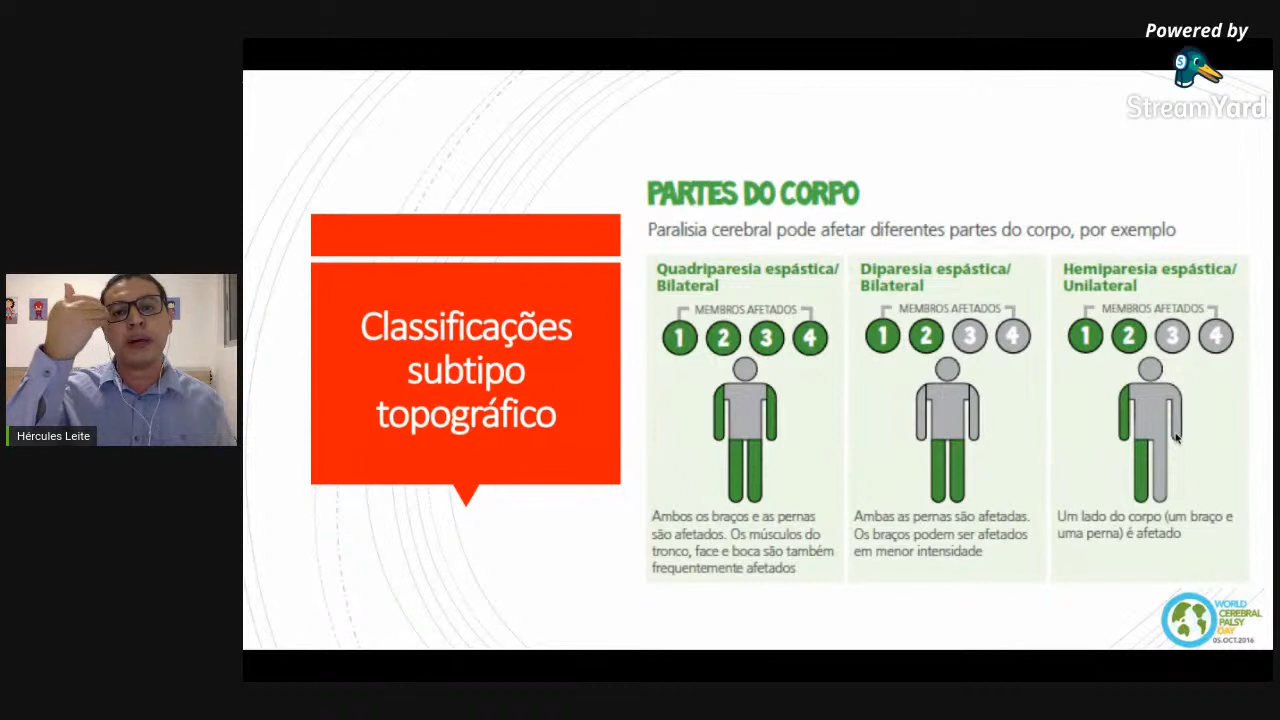 Powered by
StreamYard
PARTES DO CORPO
Paralisia cerebral pode afetar diferentes partes do corpo, por exemplo
Classificações
subtipo
topográfico
Quadriparesia espástica/
Bilateral
MEMBROS AFETADOS
1 2 3 4
Ambos os braços e as pernas
são afetados. Os músculos do
tronco, face e boca são também
frequentemente afetados
Diparesia espástica/
Bilateral
MEMBROS AFETADOS
1 2 3 4
Ambas as pernas são afetadas.
Os braços podem ser afetados
em menor intensidade
Hemiparesia espástica/
Unilateral
MEMBROS AFETADOS
1 2 3 4
Um lado do corpo (um braço e
uma perna) é afetado
Hércules Leite
WORLD
CEREBRAL
PALSY
DAY
05.OCT.2016